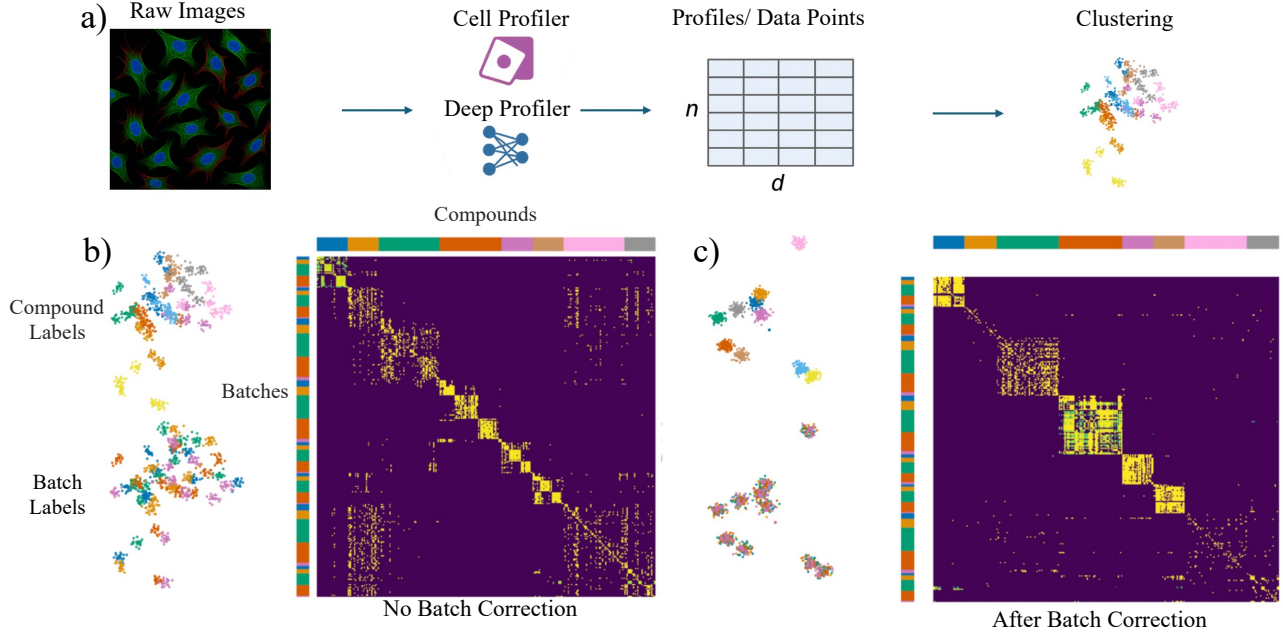 a)
Raw Images
Cell Profiler
Profiles/ Data Points
Clustering
Deep Profiler
n
d
Compounds
b)
c)
Compound
Labels
Batches
Batch
Labels
No Batch Correction
After Batch Correction